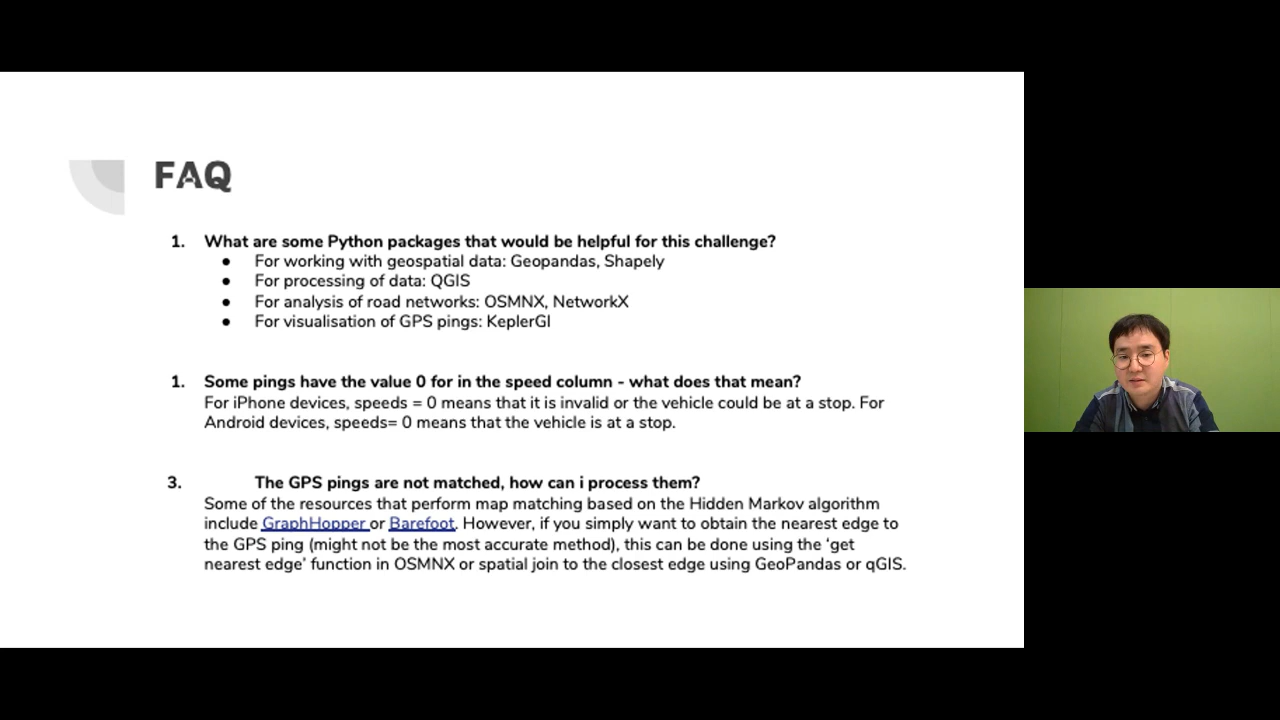 FAQ
1. What are some Python packages that would be helpful for this challenge?
● For working with geospatial data: Geopandas, Shapely
● For processing of data: QGIS
● For analysis of road networks: OSMNX, NetworkX
● For visualisation of GPS pings: KeplerGl
1. Some pings have the value 0 for in the speed column - what does that mean?
For iPhone devices, speeds = 0 means that it is invalid or the vehicle could be at a stop. For
Android devices, speeds= 0 means that the vehicle is at a stop.
3. The GPS pings are not matched, how can i process them?
Some of the resources that perform map matching based on the Hidden Markov algorithm
include GraphHopper or Barefoot. However, if you simply want to obtain the nearest edge to
the GPS ping (might not be the most accurate method), this can be done using the ‘get
nearest edge’ function in OSMNX or spatial join to the closest edge using GeoPandas or qGIS.